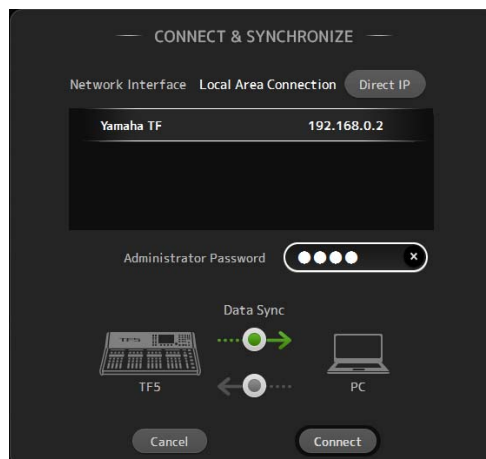 CONNECT & SYNCHRONIZE
Network Interface Local Area Connection Direct IP
Yamaha TF 192.168.0.2
Administrator Password ●●●● ×
Data Sync
TF5
TF5 PC
Cancel Connect